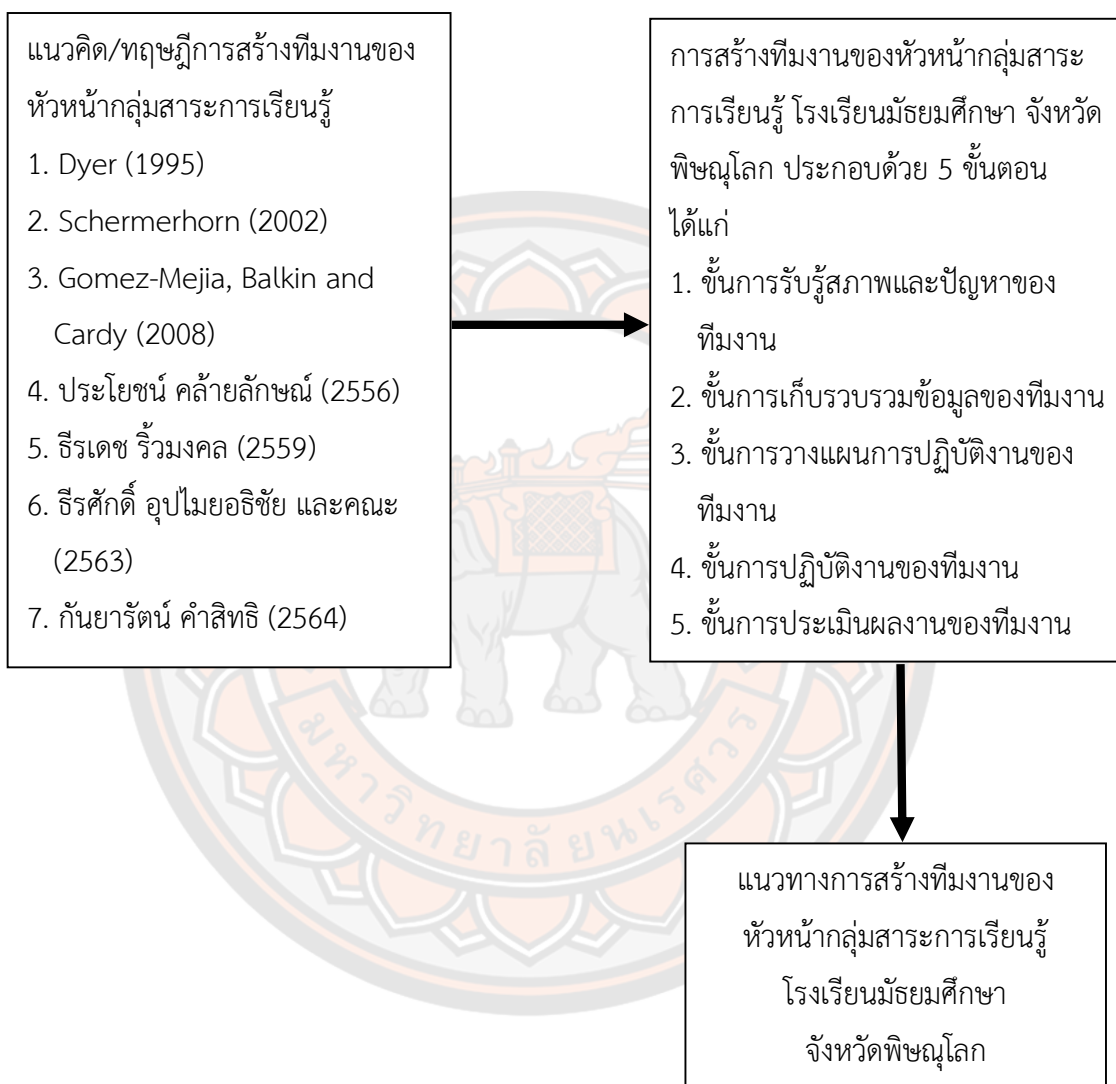 แนวคิด/ทฤษฎีการสร้างทีมงานของ
หัวหน้ากลุ่มสาระการเรียนรู้
1. Dyer (1995)
2. Schermerhorn (2002)
3. Gomez-Mejia, Balkin and
Cardy (2008)
4. ประโยชน์ คล้ายลักษณ์ (2556)
5. ธีรเดช ริ้วมงคล (2559)
6. ธีรศักดิ์ อุปไมยอธิชัย และคณะ
(2563)
7. กันยารัตน์ คำสิทธิ (2564)
การสร้างทีมงานของหัวหน้ากลุ่มสาระ
การเรียนรู้ โรงเรียนมัธยมศึกษา จังหวัด
พิษณุโลก ประกอบด้วย 5 ขั้นตอน
ได้แก่
1. ขั้นการรับรู้สภาพและปัญหาของ
ทีมงาน
2. ขั้นการเก็บรวบรวมข้อมูลของทีมงาน
3. ขั้นการวางแผนการปฏิบัติงานของ
ทีมงาน
4. ขั้นการปฏิบัติงานของทีมงาน
5. ขั้นการประเมินผลงานของทีมงาน
แนวทางการสร้างทีมงานของ
หัวหน้ากลุ่มสาระการเรียนรู้
โรงเรียนมัธยมศึกษา
จังหวัดพิษณุโลก
มหาวิทยาลัยนเรศวร